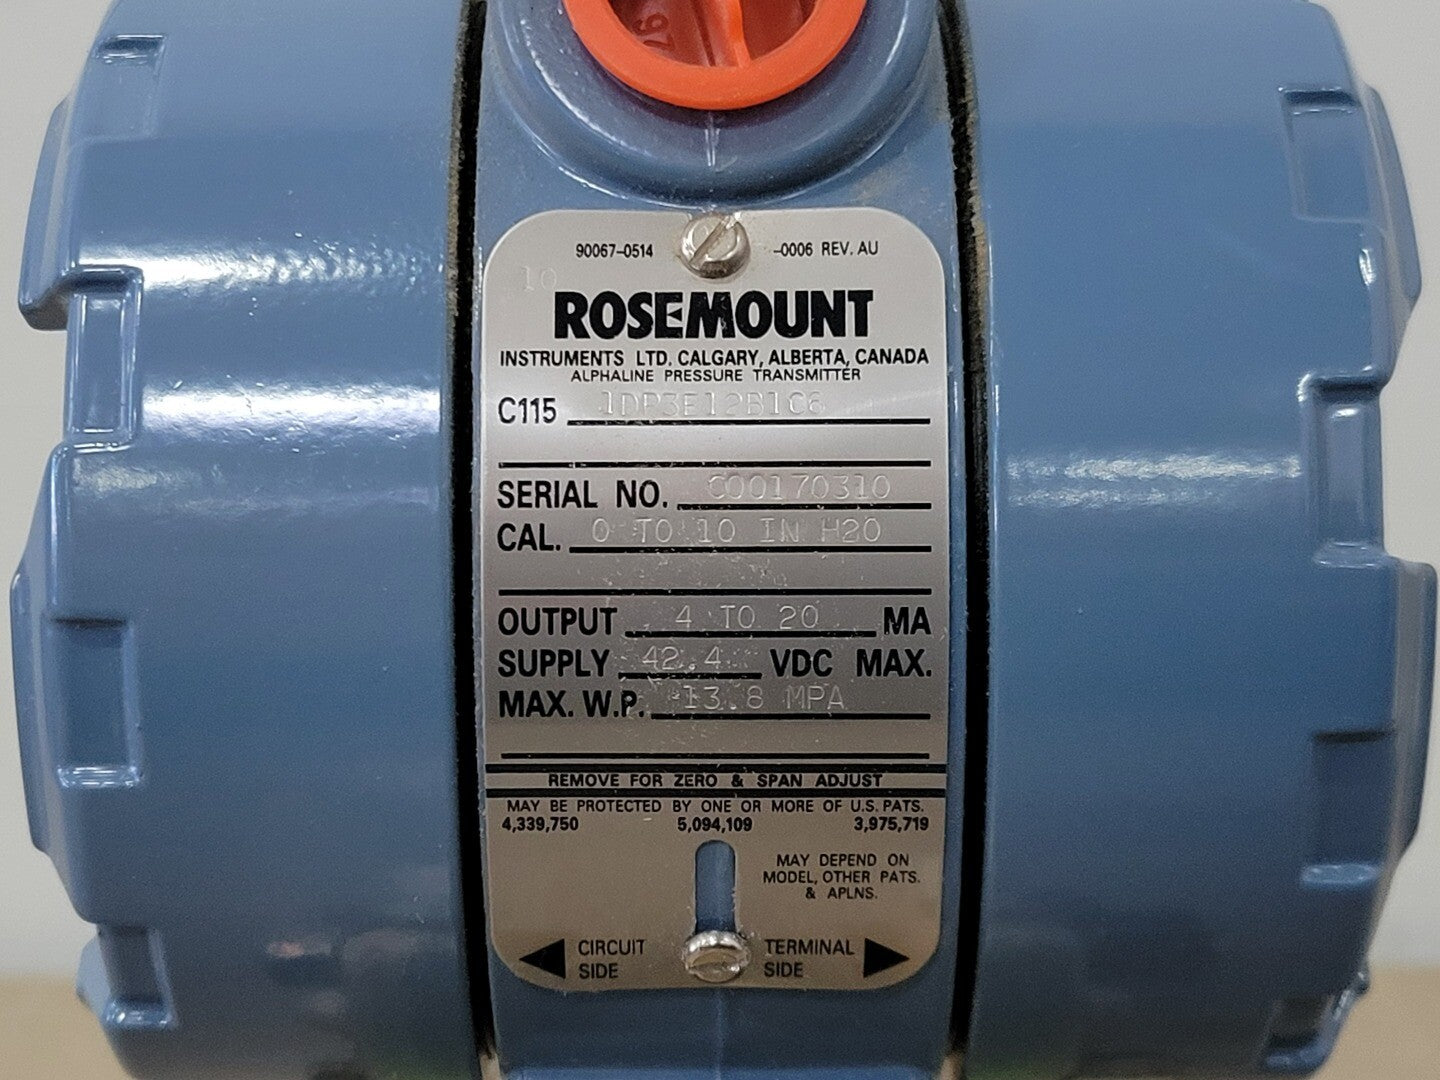 90067-0514 -0006 REV. AU
10
ROSEMOUNT
INSTRUMENTS LTD. CALGARY, ALBERTA, CANADA
ALPHALINE PRESSURE TRANSMITTER
C115 1DP3E12B1C6
SERIAL NO. C00170310
CAL. 0 TO 10 IN H2O
OUTPUT 4 TO 20 MA
SUPPLY 42.4 VDC MAX.
MAX. W.P. 13.8 MPA
REMOVE FOR ZERO & SPAN ADJUST
MAY BE PROTECTED BY ONE OR MORE OF U.S. PATS.
4,339,750 5,094,109 3,975,719
MAY DEPEND ON
MODEL, OTHER PATS.
& APLNS.
CIRCUIT
SIDE
TERMINAL
SIDE